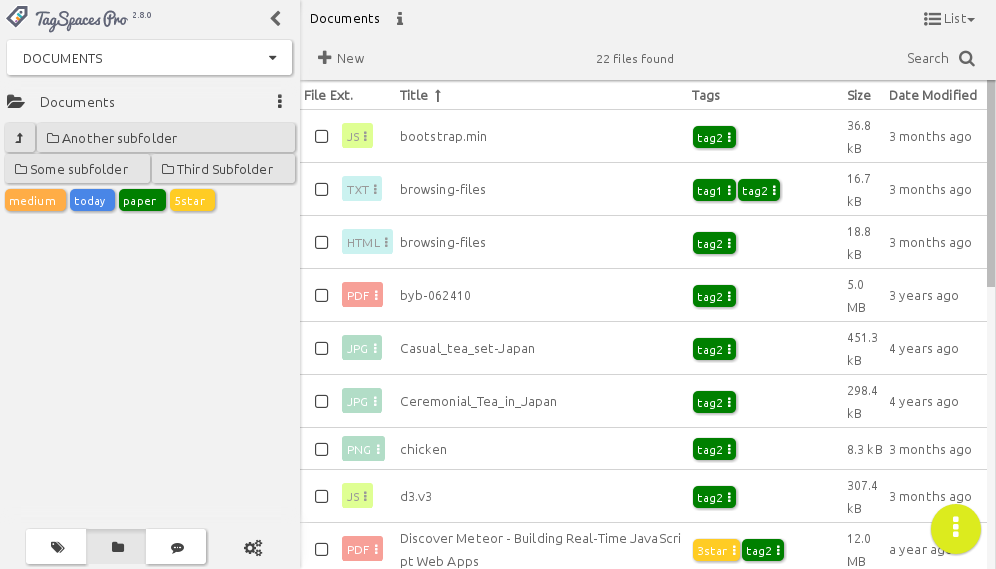 TagSpaces Pro 2.8.0
DOCUMENTS
Documents
Another subfolder
Some subfolder Third Subfolder
medium today paper 5star
Documents List
New 22 files found Search
File Ext. Title ↑ Tags Size Date Modified
JS bootstrap.min tag2 36.8 kB 3 months ago
TXT browsing-files tag1 tag2 16.7 kB 3 months ago
HTML browsing-files tag2 18.8 kB 3 months ago
PDF byb-062410 tag2 5.0 MB 3 years ago
JPG Casual_tea_set-Japan tag2 451.3 kB 4 years ago
JPG Ceremonial_Tea_in_Japan tag2 298.4 kB 4 years ago
PNG chicken tag2 8.3 kB 3 months ago
JS d3.v3 tag2 307.4 kB 3 months ago
PDF Discover Meteor - Building Real-Time JavaScri 3star tag2 12.0 a year ago
pt Web Apps MB